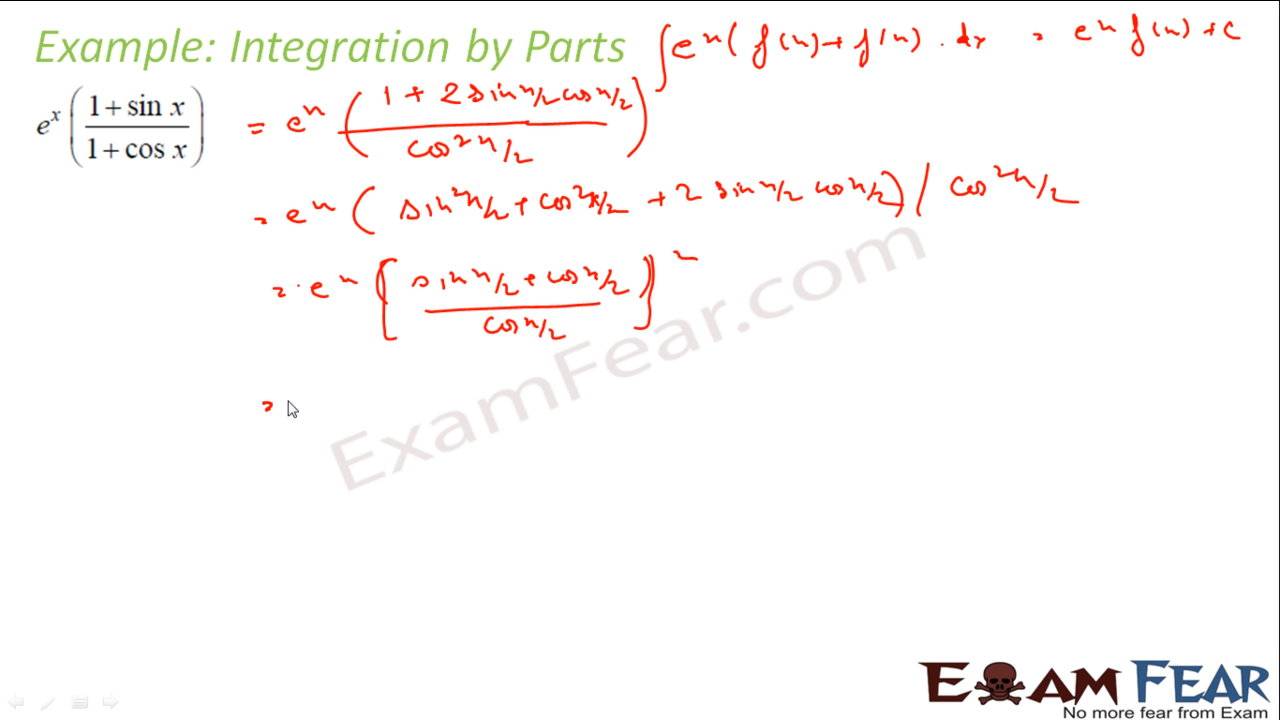 Example: Integration by Parts
∫ e^x ( f(x) + f'(x) . dx = e^x f(x) + c
e^x ( (1 + sin x) / (1 + cos x) ) = e^x ( (1 + 2 sin x/2 cos x/2) / (cos² x/2) )
= e^x ( sin² x/2 + cos² x/2 + 2 sin x/2 cos x/2 ) / cos² x/2
= . e^x [ (sin x/2 + cos x/2) / (cos x/2) ]²
=
ExamFear.com
EXAM FEAR
No more fear from Exam